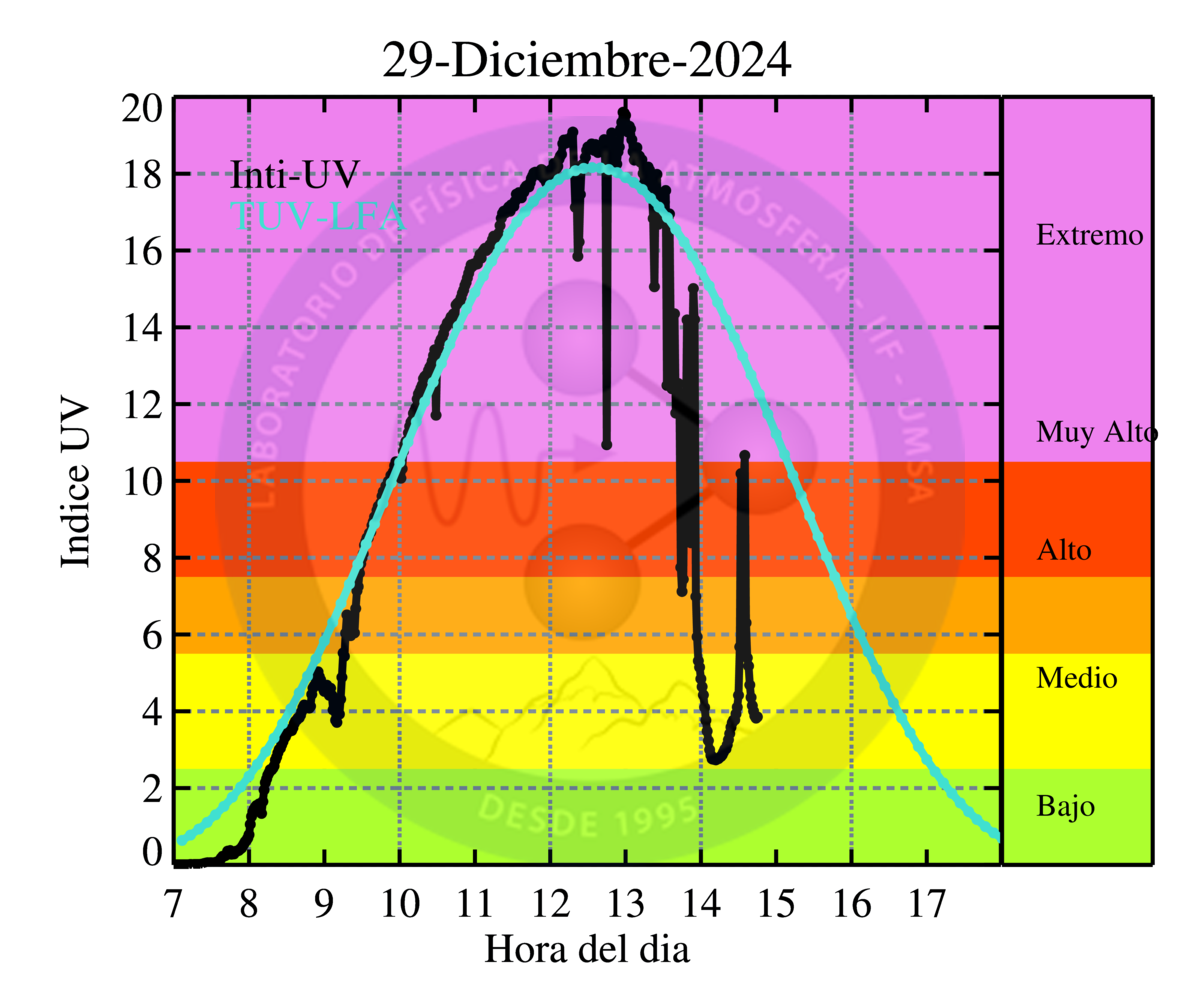 29-Diciembre-2024
Inti-UV
TUV-LFA
Indice UV
20
18
16
14
12
10
8
6
4
2
0
7 8 9 10 11 12 13 14 15 16 17
Hora del dia
Extremo
Muy Alto
Alto
Medio
Bajo
LABORATORIO DE FÍSICA DE LA ATMÓSFERA - IIF - UMSA
DESDE 1995